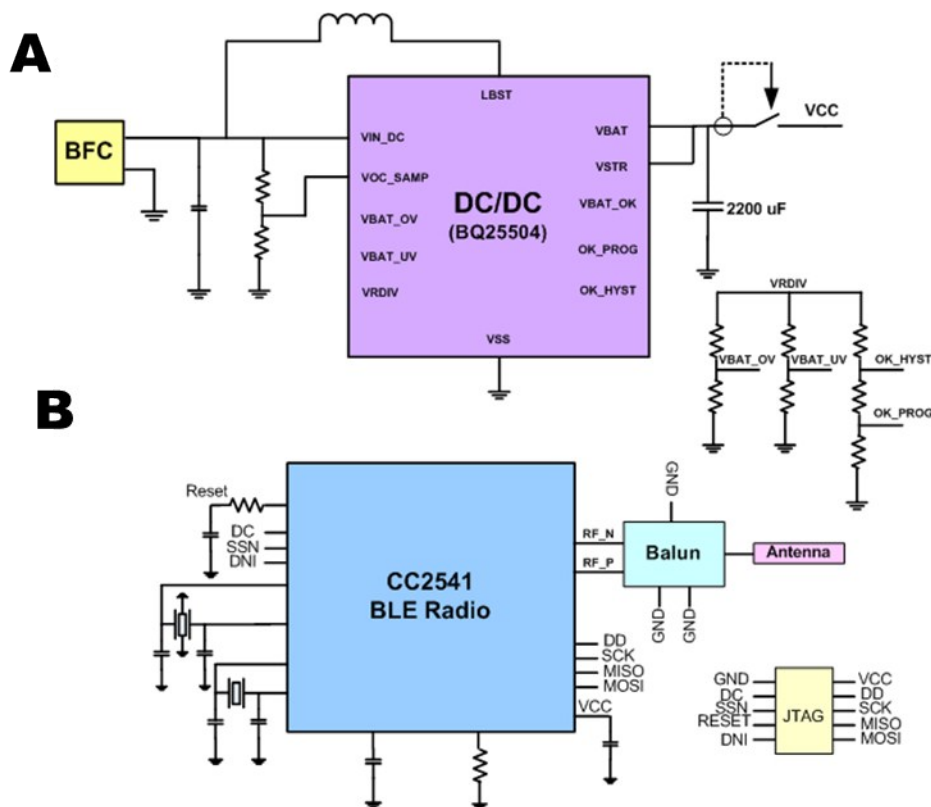 A
BFC
LBST
VIN_DC
VOC_SAMP
VBAT_OV
VBAT_UV
VRDIV
DC/DC
(BQ25504)
VBAT
VSTR
VBAT_OK
OK_PROG
OK_HYST
VSS
VCC
2200 uF
VRDIV
VBAT_OV
VBAT_UV
OK_HYST
OK_PROG
B
Reset
DC
SSN
DNI
CC2541
BLE Radio
RF_N
RF_P
GND
Balun
GND
GND
Antenna
DD
SCK
MISO
MOSI
VCC
GND
DC
SSN
RESET
DNI
JTAG
VCC
DD
SCK
MISO
MOSI